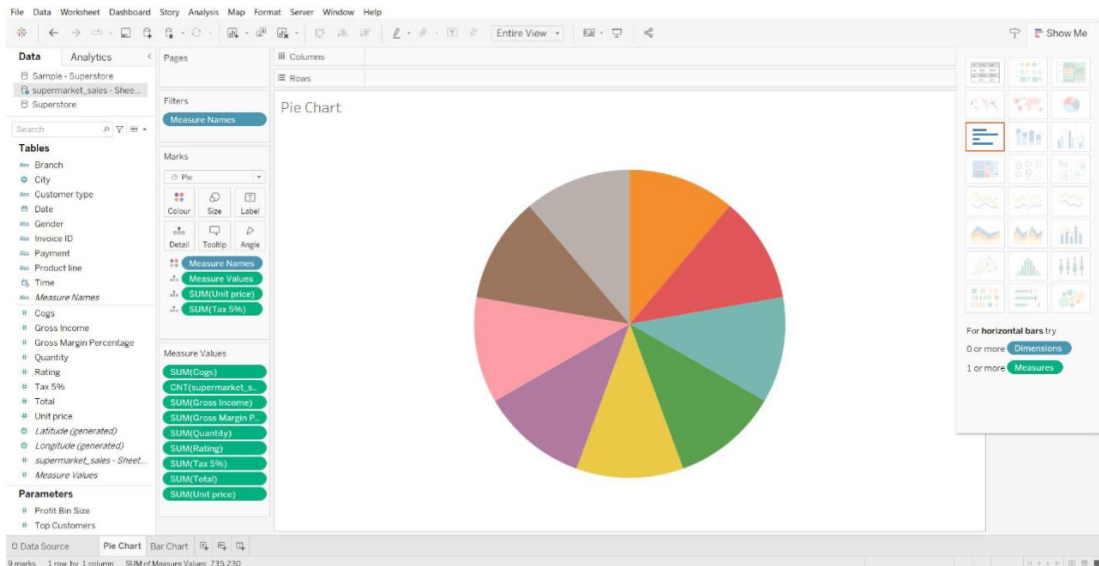 File Data Worksheet Dashboard Story Analysis Map Format Server Window Help
Entire View
Show Me
Data Analytics
Sample - Superstore
supermarket_sales - Shee...
Superstore
Search
Tables
Abc Branch
City
Abc Customer type
Date
Abc Gender
Abc Invoice ID
Abc Payment
Abc Product line
Time
Abc Measure Names
# Cogs
# Gross Income
# Gross Margin Percentage
# Quantity
# Rating
# Tax 5%
# Total
# Unit price
Latitude (generated)
Longitude (generated)
# supermarket_sales - Sheet...
# Measure Values
Parameters
# Profit Bin Size
# Top Customers
Pages
Filters
Measure Names
Marks
Pie
Colour Size Label
Detail Tooltip Angle
Measure Names
Measure Values
SUM(Unit price)
SUM(Tax 5%)
Measure Values
SUM(Cogs)
CNT(supermarket_s..
SUM(Gross Income)
SUM(Gross Margin P..
SUM(Quantity)
SUM(Rating)
SUM(Tax 5%)
SUM(Total)
SUM(Unit price)
Columns
Rows
Pie Chart
For horizontal bars try
0 or more Dimensions
1 or more Measures
Data Source Pie Chart Bar Chart
9 marks 1 row by 1 column SUM of Measure Values: 735,230